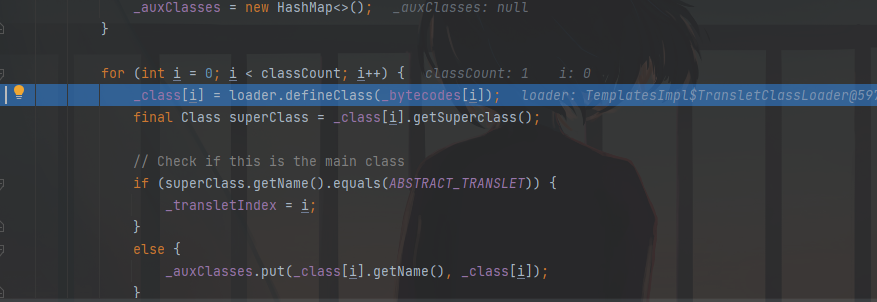 _auxClasses = new HashMap<>();   _auxClasses: null
}
for (int i = 0; i < classCount; i++) {   classCount: 1    i: 0
_class[i] = loader.defineClass(_bytecodes[i]);   loader: TemplatesImpl$TransletClassLoader@597
final Class superClass = _class[i].getSuperclass();
// Check if this is the main class
if (superClass.getName().equals(ABSTRACT_TRANSLET)) {
_transletIndex = i;
}
else {
_auxClasses.put(_class[i].getName(), _class[i]);
}